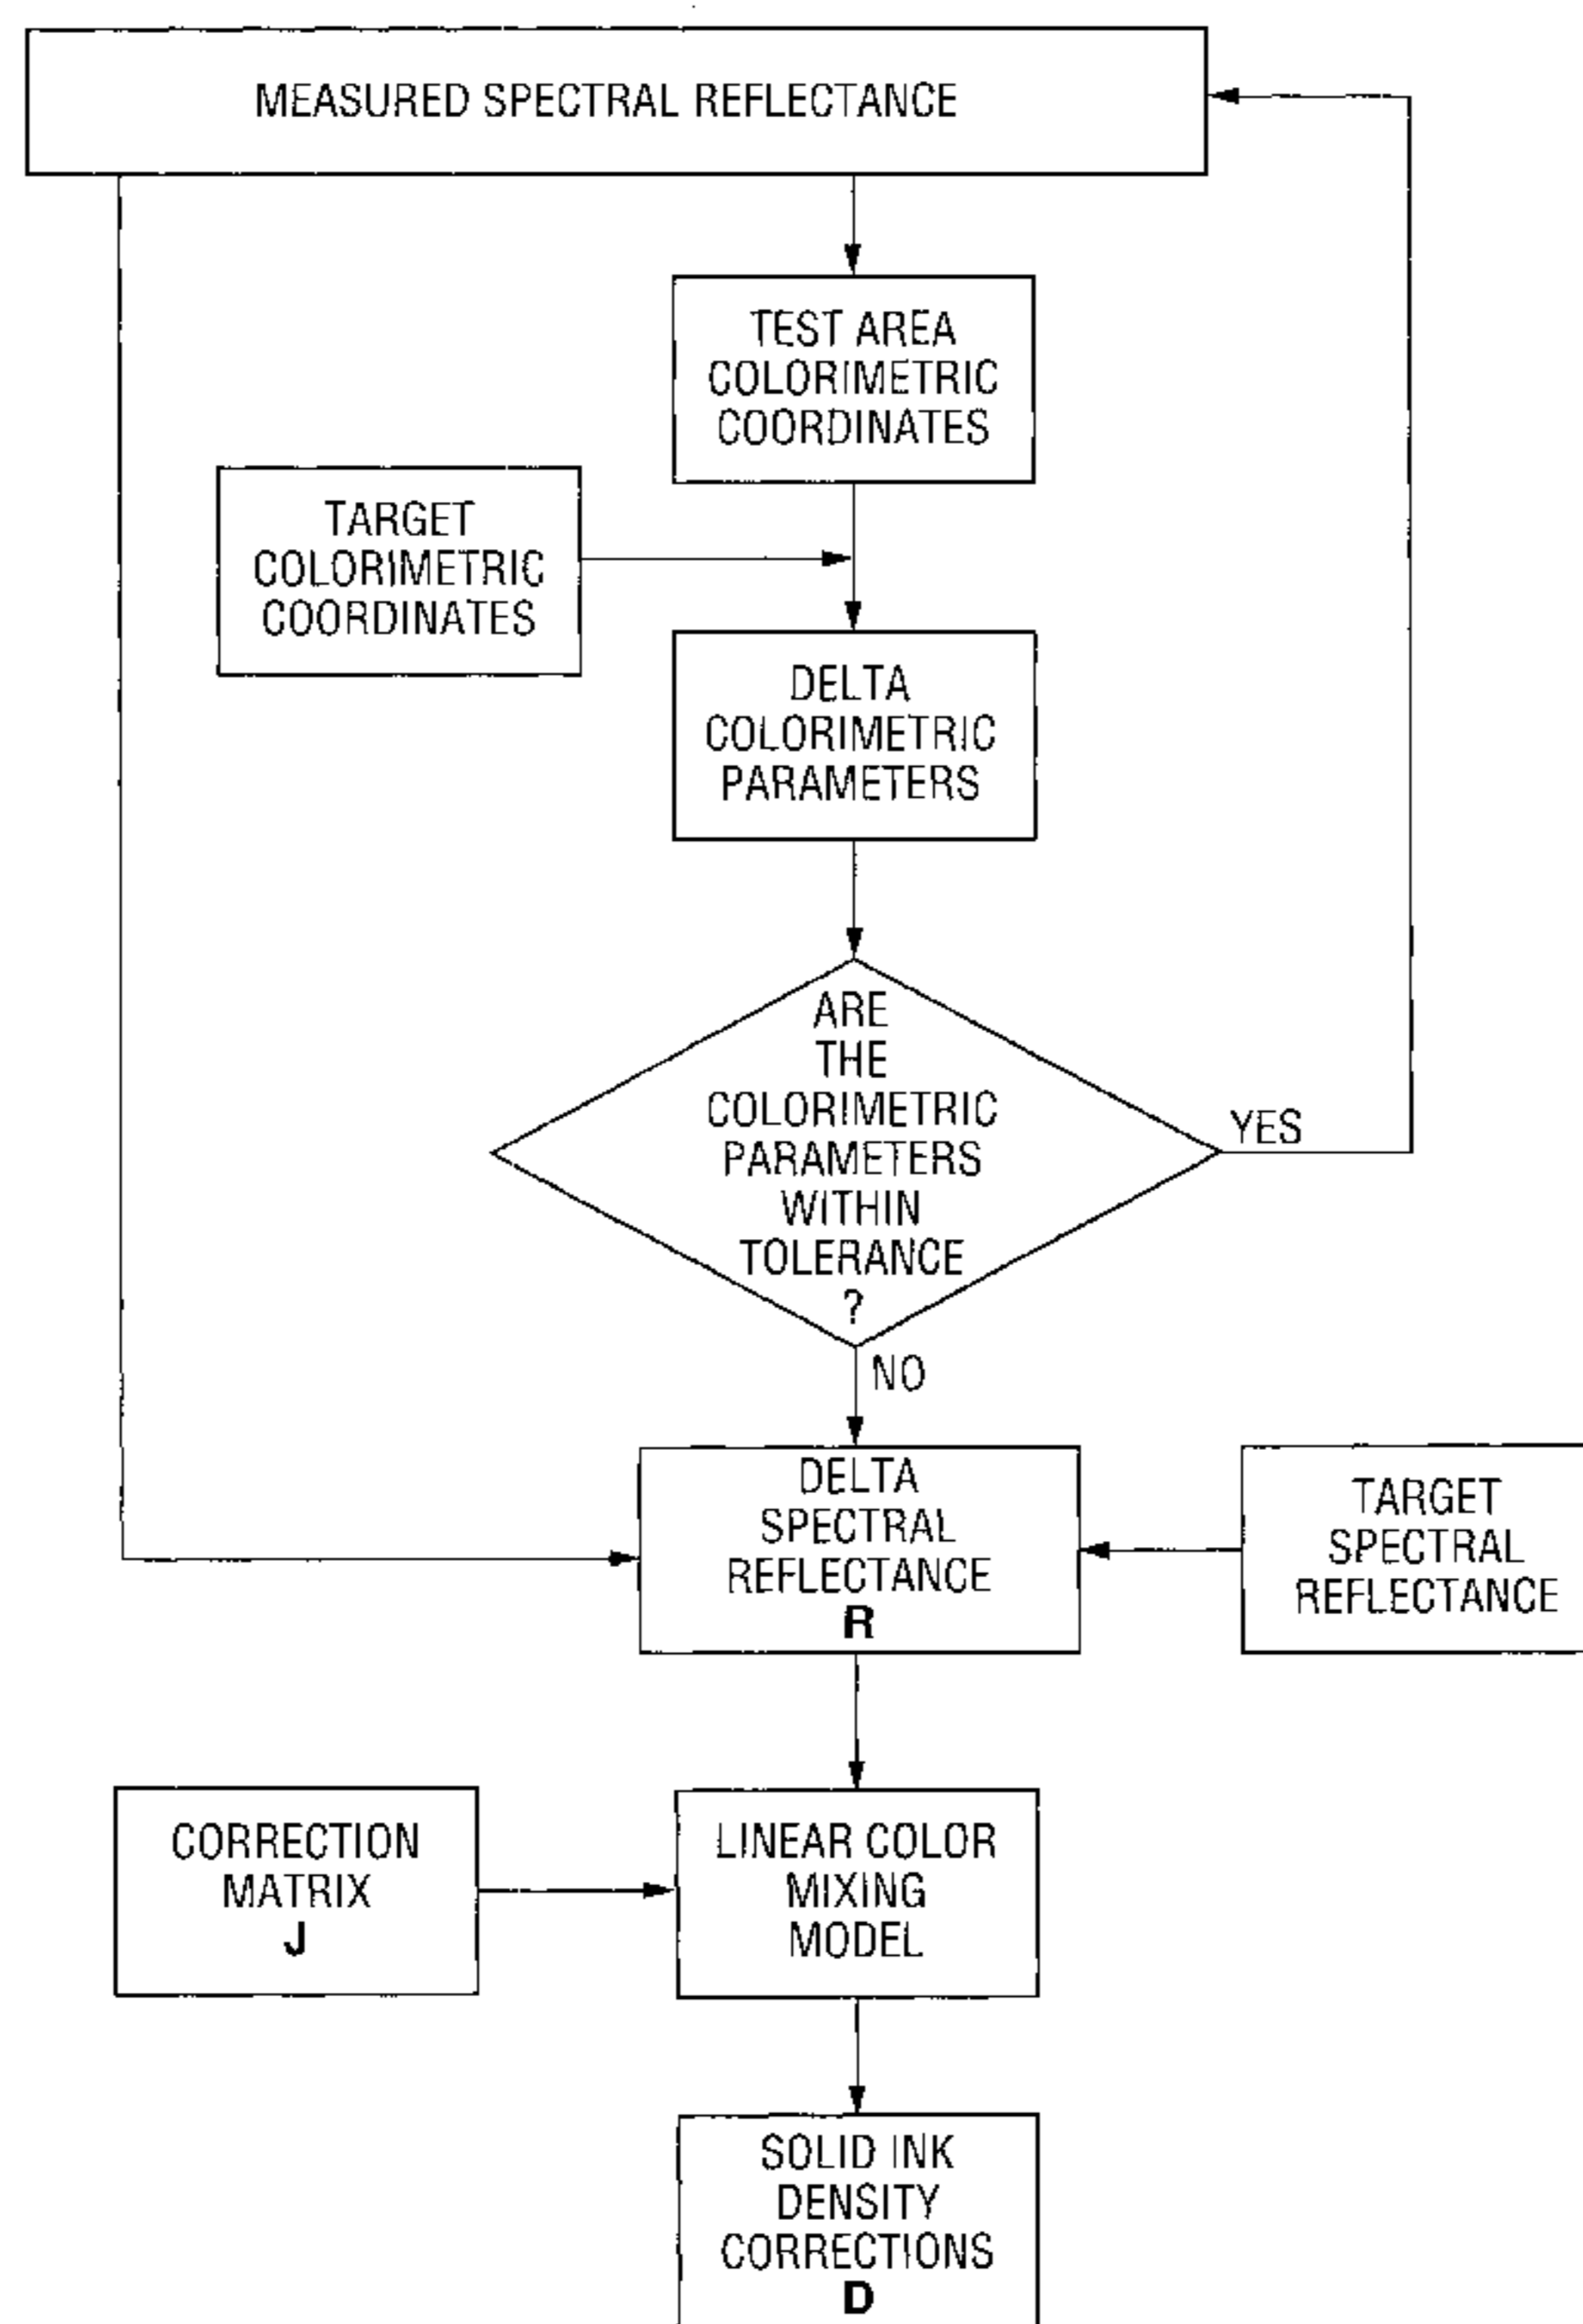 MEASURED SPECTRAL REFLECTANCE
TEST AREA
COLORIMETRIC
COORDINATES
TARGET
COLORIMETRIC
COORDINATES
DELTA
COLORIMETRIC
PARAMETERS
ARE
THE
COLORIMETRIC
PARAMETERS
WITHIN
TOLERANCE
?
YES
NO
DELTA
SPECTRAL
REFLECTANCE
R
TARGET
SPECTRAL
REFLECTANCE
CORRECTION
MATRIX
J
LINEAR COLOR
MIXING
MODEL
SOLID INK
DENSITY
CORRECTIONS
D